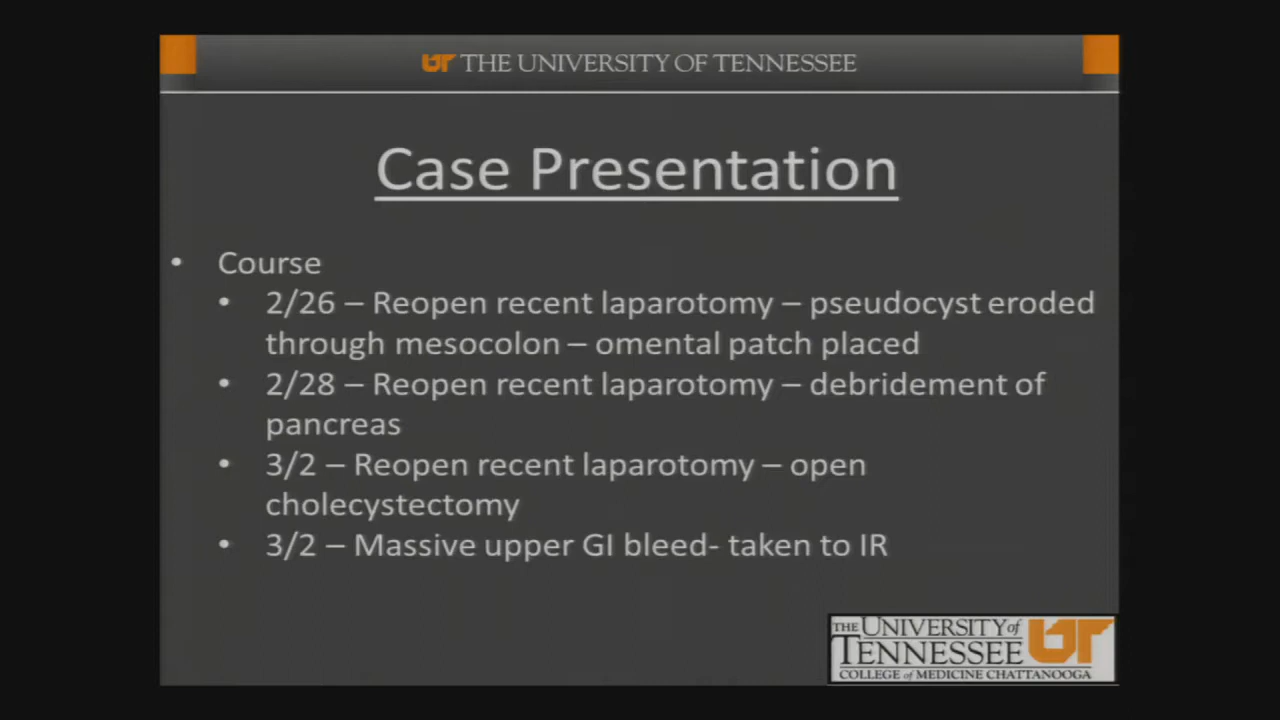 UT THE UNIVERSITY OF TENNESSEE
Case Presentation
• Course
• 2/26 – Reopen recent laparotomy – pseudocyst eroded
through mesocolon – omental patch placed
• 2/28 – Reopen recent laparotomy – debridement of
pancreas
• 3/2 – Reopen recent laparotomy – open
cholecystectomy
• 3/2 – Massive upper GI bleed- taken to IR
THE UNIVERSITY of
TENNESSEE UT
COLLEGE of MEDICINE CHATTANOOGA